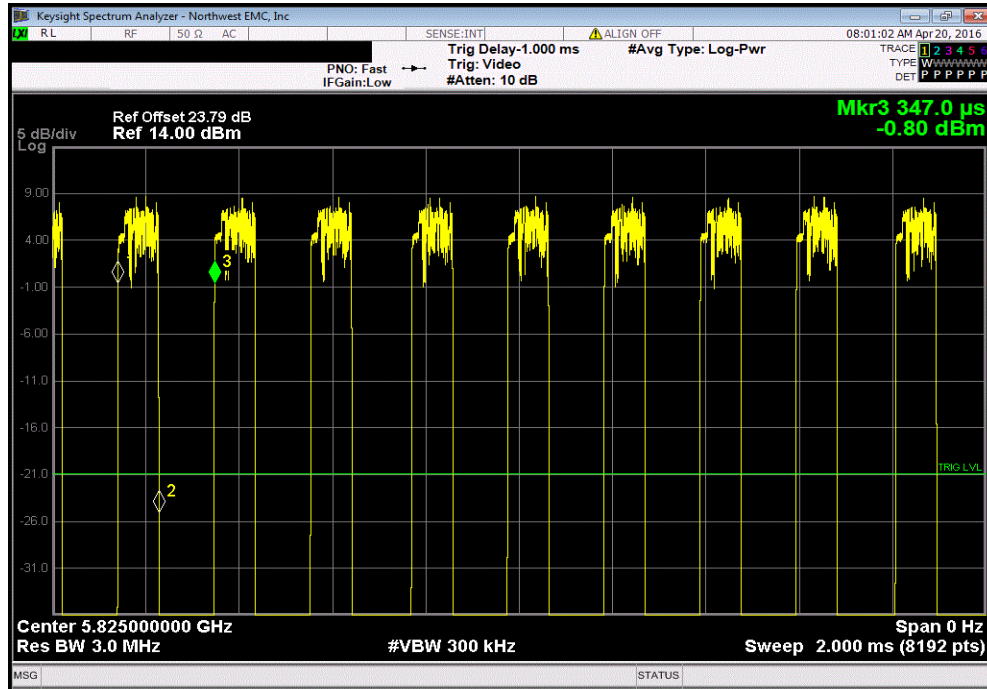 Keysight Spectrum Analyzer - Northwest EMC, Inc
LXI RL RF 50 Ω AC SENSE:INT ALIGN OFF 08:01:02 AM Apr 20, 2016
Trig Delay-1.000 ms #Avg Type: Log-Pwr TRACE 1 2 3 4 5 6
PNO: Fast Trig: Video TYPE WWWWWW
IFGain:Low #Atten: 10 dB DET P P P P P P
Mkr3 347.0 µs
-0.80 dBm
Ref Offset 23.79 dB
5 dB/div Ref 14.00 dBm
Log
9.00
4.00
3
-1.00
-6.00
-11.0
-16.0
-21.0
TRIG LVL
2
-26.0
-31.0
Center 5.825000000 GHz Span 0 Hz
Res BW 3.0 MHz #VBW 300 kHz Sweep 2.000 ms (8192 pts)
MSG STATUS